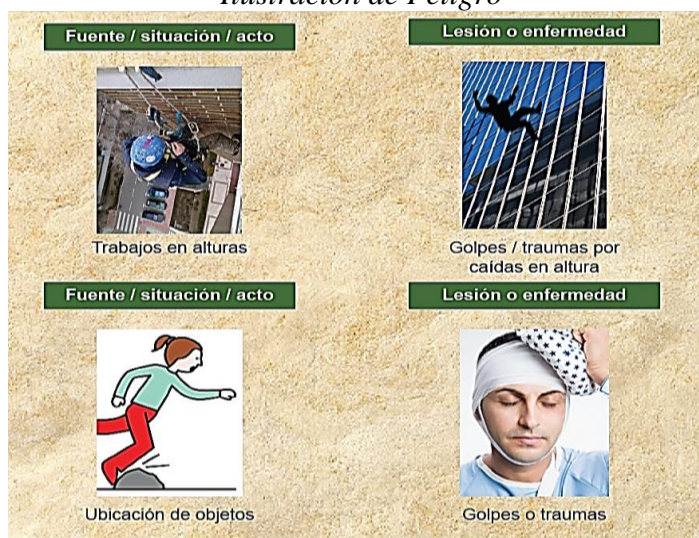 Ilustración de Peligro
Fuente / situación / acto
Lesión o enfermedad
Trabajos en alturas
Golpes / traumas por
caídas en altura
Fuente / situación / acto
Lesión o enfermedad
Ubicación de objetos
Golpes o traumas